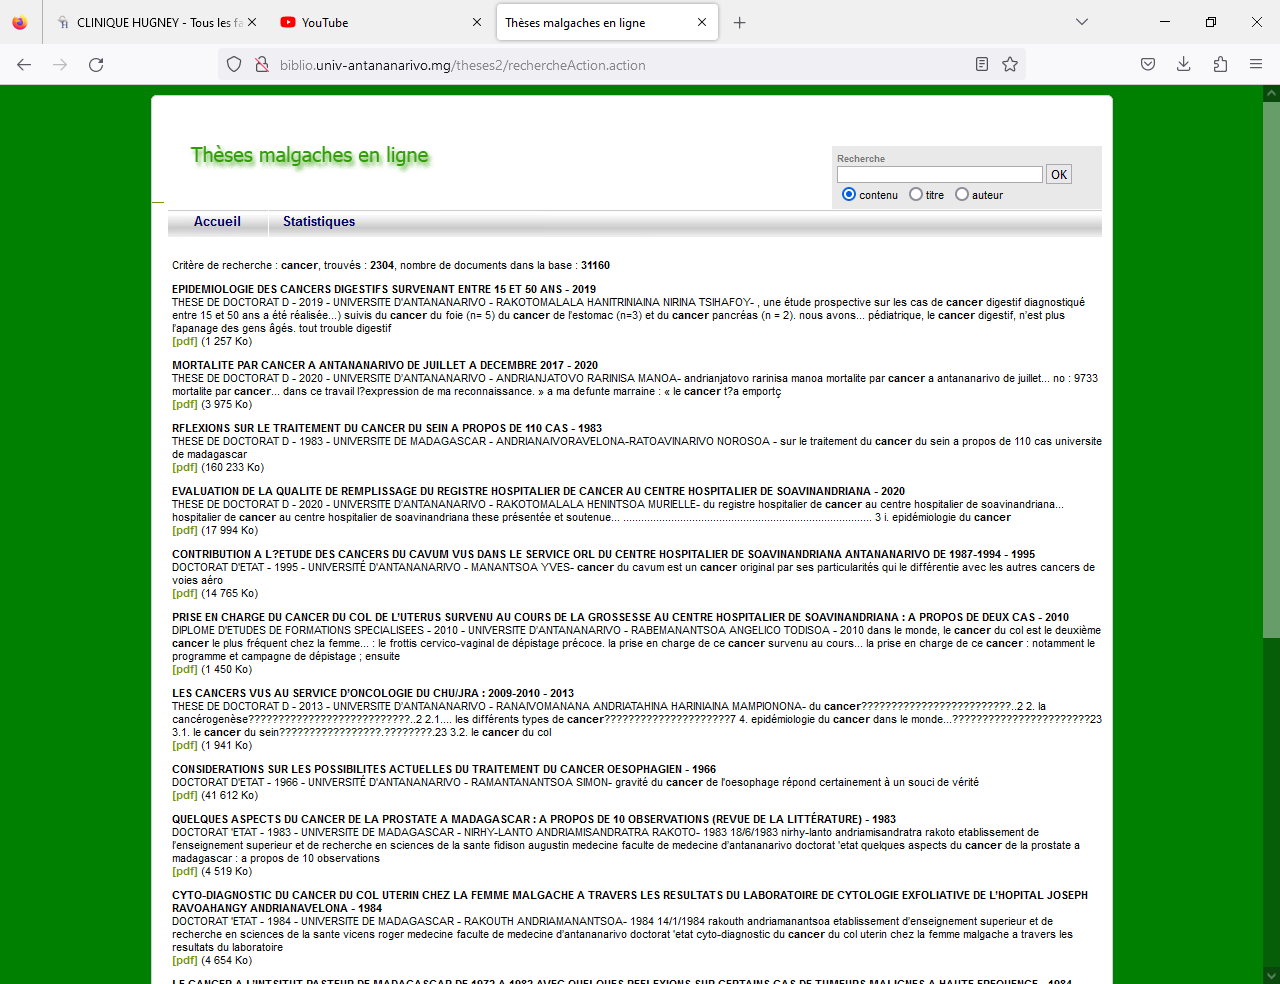 CLINIQUE HUGNEY - Tous les fa
YouTube
Thèses malgaches en ligne
biblio.univ-antananarivo.mg/theses2/rechercheAction.action
Thèses malgaches en ligne
Recherche
OK
contenu titre auteur
Accueil Statistiques
Critère de recherche : cancer, trouvés : 2304, nombre de documents dans la base : 31160
EPIDEMIOLOGIE DES CANCERS DIGESTIFS SURVENANT ENTRE 15 ET 50 ANS - 2019
THESE DE DOCTORAT D - 2019 - UNIVERSITE D'ANTANANARIVO - RAKOTOMALALA HANITRINIAINA NIRINA TSIHAFOY- , une étude prospective sur les cas de cancer digestif diagnostiqué
entre 15 et 50 ans a été réalisée...) suivis du cancer du foie (n= 5) du cancer de l'estomac (n=3) et du cancer pancréas (n = 2). nous avons... pédiatrique, le cancer digestif, n'est plus
l'apanage des gens âgés. tout trouble digestif
[pdf] (1 257 Ko)
MORTALITE PAR CANCER A ANTANANARIVO DE JUILLET A DECEMBRE 2017 - 2020
THESE DE DOCTORAT D - 2020 - UNIVERSITE D'ANTANANARIVO - ANDRIANJATOVO RARINISA MANOA- andrianjatovo rarinisa manoa mortalite par cancer a antananarivo de juillet... no : 9733
mortalite par cancer... dans ce travail l?expression de ma reconnaissance. » a ma defunte marraine : « le cancer t?a emportç
[pdf] (3 975 Ko)
RFLEXIONS SUR LE TRAITEMENT DU CANCER DU SEIN A PROPOS DE 110 CAS - 1983
THESE DE DOCTORAT D - 1983 - UNIVERSITE DE MADAGASCAR - ANDRIANAIVORAVELONA-RATOAVINARIVO NOROSOA - sur le traitement du cancer du sein a propos de 110 cas universite
de madagascar
[pdf] (160 233 Ko)
EVALUATION DE LA QUALITE DE REMPLISSAGE DU REGISTRE HOSPITALIER DE CANCER AU CENTRE HOSPITALIER DE SOAVINANDRIANA - 2020
THESE DE DOCTORAT D - 2020 - UNIVERSITE D'ANTANANARIVO - RAKOTOMALALA HENINTSOA MURIELLE- du registre hospitalier de cancer au centre hospitalier de soavinandriana...
hospitalier de cancer au centre hospitalier de soavinandriana these présentée et soutenue... ................................................................................... 3 i. epidémiologie du cancer
[pdf] (17 994 Ko)
CONTRIBUTION A L?ETUDE DES CANCERS DU CAVUM VUS DANS LE SERVICE ORL DU CENTRE HOSPITALIER DE SOAVINANDRIANA ANTANANARIVO DE 1987-1994 - 1995
DOCTORAT D'ETAT - 1995 - UNIVERSITÉ D'ANTANANARIVO - MANANTSOA YVES- cancer du cavum est un cancer original par ses particularités qui le différentie avec les autres cancers de
voies aéro
[pdf] (14 765 Ko)
PRISE EN CHARGE DU CANCER DU COL DE L'UTERUS SURVENU AU COURS DE LA GROSSESSE AU CENTRE HOSPITALIER DE SOAVINANDRIANA : A PROPOS DE DEUX CAS - 2010
DIPLOME D'ETUDES DE FORMATIONS SPECIALISEES - 2010 - UNIVERSITE D'ANTANANARIVO - RABEMANANTSOA ANGELICO TODISOA - 2010 dans le monde, le cancer du col est le deuxième
cancer le plus fréquent chez la femme... : le frottis cervico-vaginal de dépistage précoce. la prise en charge de ce cancer survenu au cours... la prise en charge de ce cancer : notamment le
programme et campagne de dépistage ; ensuite
[pdf] (1 450 Ko)
LES CANCERS VUS AU SERVICE D'ONCOLOGIE DU CHU/JRA : 2009-2010 - 2013
THESE DE DOCTORAT D - 2013 - UNIVERSITE D'ANTANANARIVO - RANAIVOMANANA ANDRIATAHINA HARINIAINA MAMPIONONA- du cancer?????????????????????????..2 2. la
cancérogenèse???????????????????????????..2 2.1.... les différents types de cancer?????????????????????7 4. epidémiologie du cancer dans le monde...???????????????????????23
3.1. le cancer du sein?????????????????.????????.23 3.2. le cancer du col
[pdf] (1 941 Ko)
CONSIDERATIONS SUR LES POSSIBILITES ACTUELLES DU TRAITEMENT DU CANCER OESOPHAGIEN - 1966
DOCTORAT D'ETAT - 1966 - UNIVERSITÉ D'ANTANANARIVO - RAMANTANANTSOA SIMON- gravité du cancer de l'oesophage répond certainement à un souci de vérité
[pdf] (41 612 Ko)
QUELQUES ASPECTS DU CANCER DE LA PROSTATE A MADAGASCAR : A PROPOS DE 10 OBSERVATIONS (REVUE DE LA LITTÉRATURE) - 1983
DOCTORAT 'ETAT - 1983 - UNIVERSITE DE MADAGASCAR - NIRHY-LANTO ANDRIAMISANDRATRA RAKOTO- 1983 18/6/1983 nirhy-lanto andriamisandratra rakoto etablissement de
l'enseignement superieur et de recherche en sciences de la sante fidison augustin medecine faculte de medecine d'antananarivo doctorat 'etat quelques aspects du cancer de la prostate a
madagascar : a propos de 10 observations
[pdf] (4 519 Ko)
CYTO-DIAGNOSTIC DU CANCER DU COL UTERIN CHEZ LA FEMME MALGACHE A TRAVERS LES RESULTATS DU LABORATOIRE DE CYTOLOGIE EXFOLIATIVE DE L'HOPITAL JOSEPH
RAVOAHANGY ANDRIANAVELONA - 1984
DOCTORAT 'ETAT - 1984 - UNIVERSITE DE MADAGASCAR - RAKOUTH ANDRIAMANANTSOA- 1984 14/1/1984 rakouth andriamanantsoa etablissement d'enseignement superieur et de
recherche en sciences de la sante vicens roger medecine faculte de medecine d'antananarivo doctorat 'etat cyto-diagnostic du cancer du col uterin chez la femme malgache a travers les
resultats du laboratoire
[pdf] (4 654 Ko)
LE CANCER A L'INTSITUT PASTEUR DE MADAGASCAR DE 1972 A 1982 AVEC QUELQUES REFLEXIONS SUR CERTAINS CAS DE TUMEURS MALIGNES A HAUTE FREQUENCE - 1984